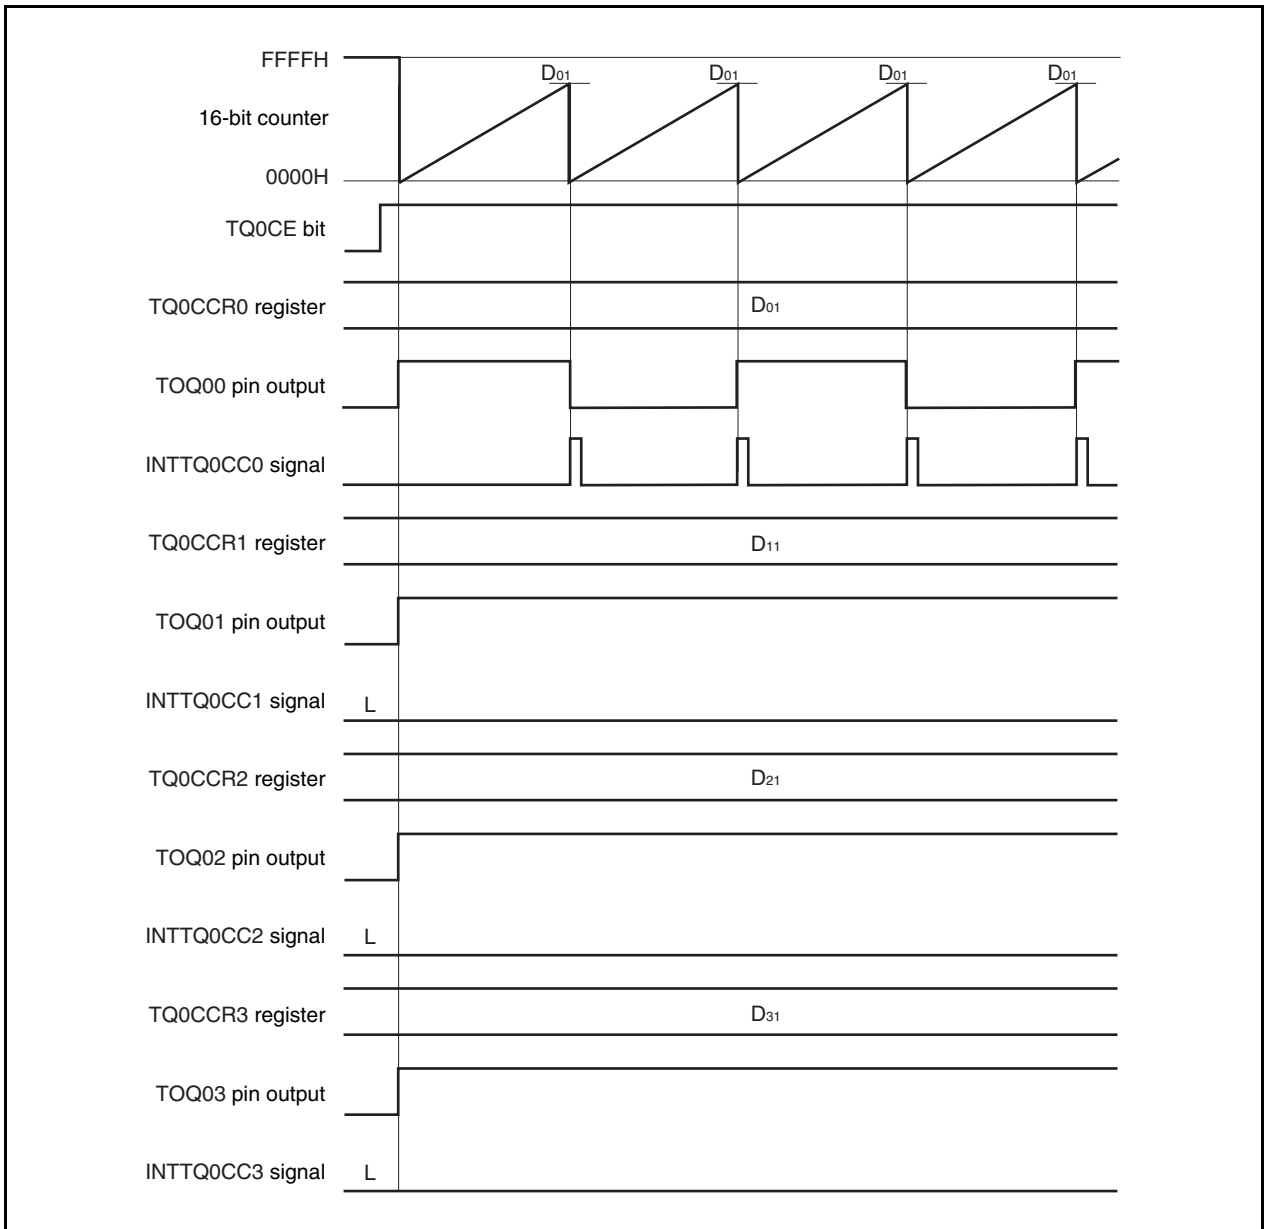 FFFFH
D01 D01 D01 D01
16-bit counter
0000H
TQ0CE bit
TQ0CCR0 register D01
TOQ00 pin output
INTTQ0CC0 signal
TQ0CCR1 register D11
TOQ01 pin output
INTTQ0CC1 signal L
TQ0CCR2 register D21
TOQ02 pin output
INTTQ0CC2 signal L
TQ0CCR3 register D31
TOQ03 pin output
INTTQ0CC3 signal L